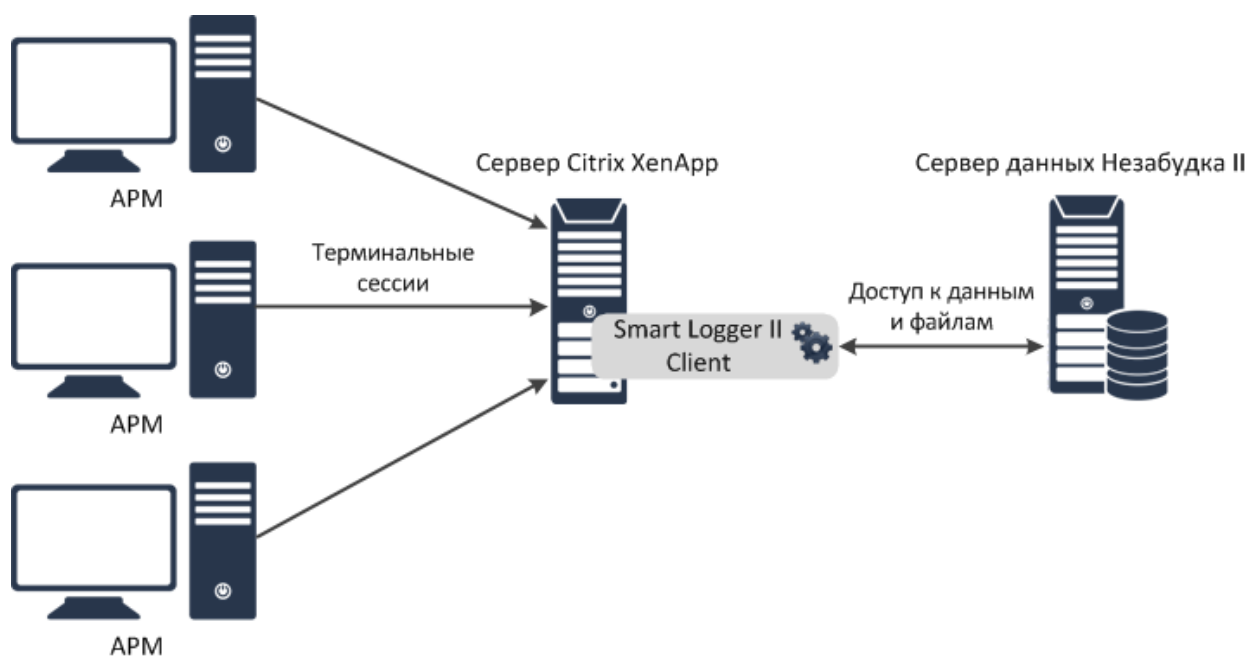 АРМ
Сервер Citrix XenApp
Сервер данных Незабудка II
Терминальные
сессии
АРМ
Smart Logger II
Client
Доступ к данным
и файлам
АРМ